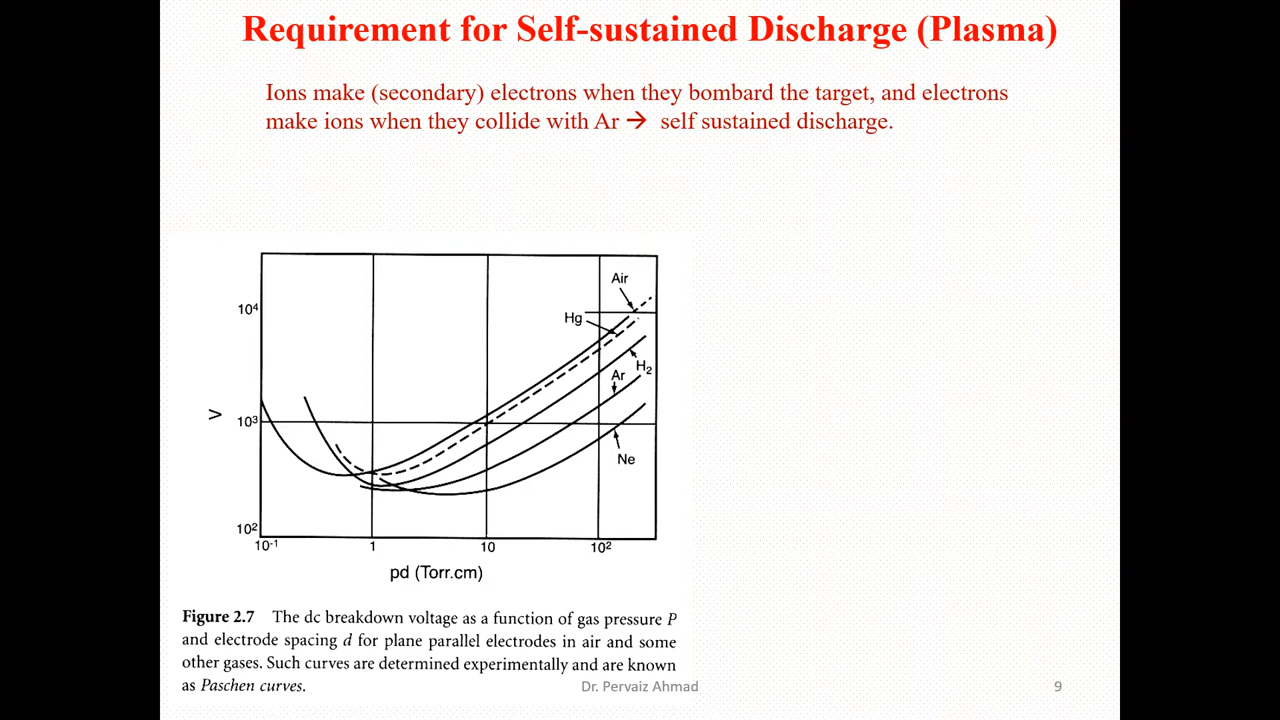 Requirement for Self-sustained Discharge (Plasma)
Ions make (secondary) electrons when they bombard the target, and electrons
make ions when they collide with Ar → self sustained discharge.
Air
10⁴
Hg
H₂
Ar
V
10³
Ne
10²
10⁻¹ 1 10 10²
pd (Torr.cm)
Figure 2.7 The dc breakdown voltage as a function of gas pressure P
and electrode spacing d for plane parallel electrodes in air and some
other gases. Such curves are determined experimentally and are known
as Paschen curves.
Dr. Pervaiz Ahmad
9